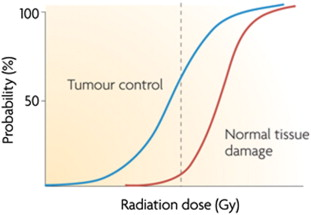 100
Tumour control
Probability (%)
50
Normal tissue
damage
Radiation dose (Gy)